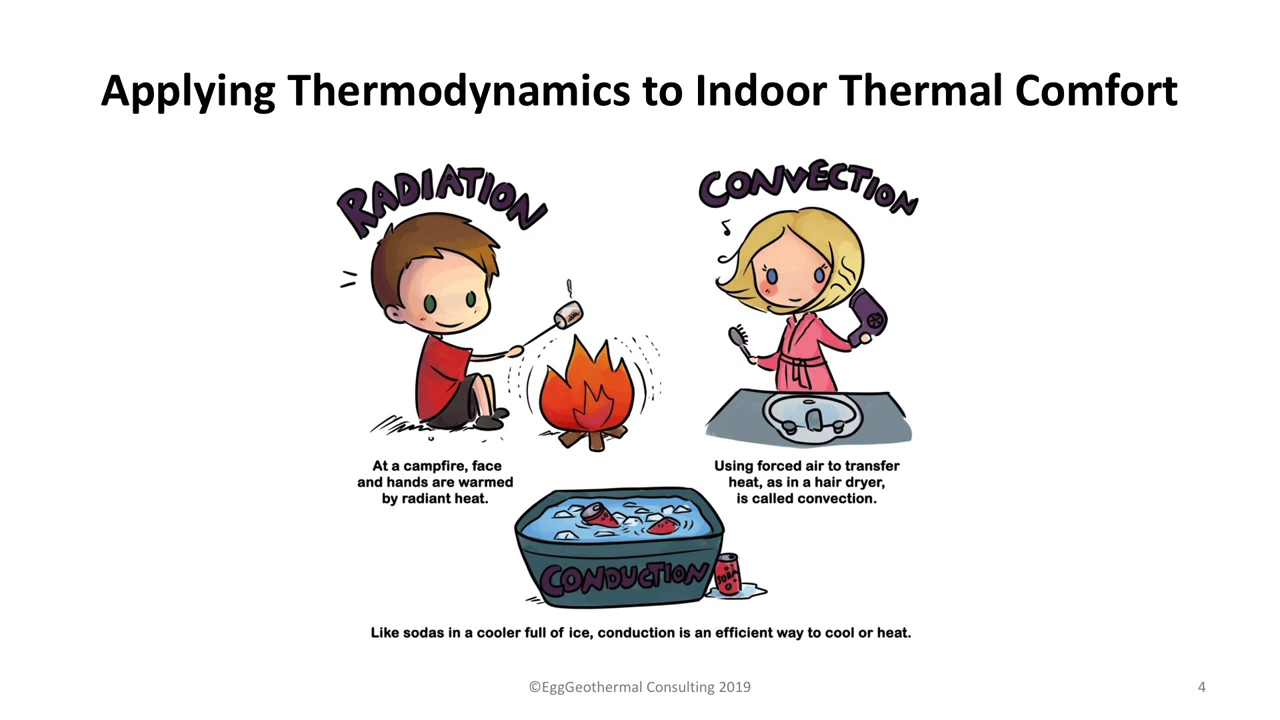 Applying Thermodynamics to Indoor Thermal Comfort
RADIATION
CONVECTION
At a campfire, face
and hands are warmed
by radiant heat.
Using forced air to transfer
heat, as in a hair dryer,
is called convection.
CONDUCTION
SODA
Like sodas in a cooler full of ice, conduction is an efficient way to cool or heat.
©EggGeothermal Consulting 2019
4